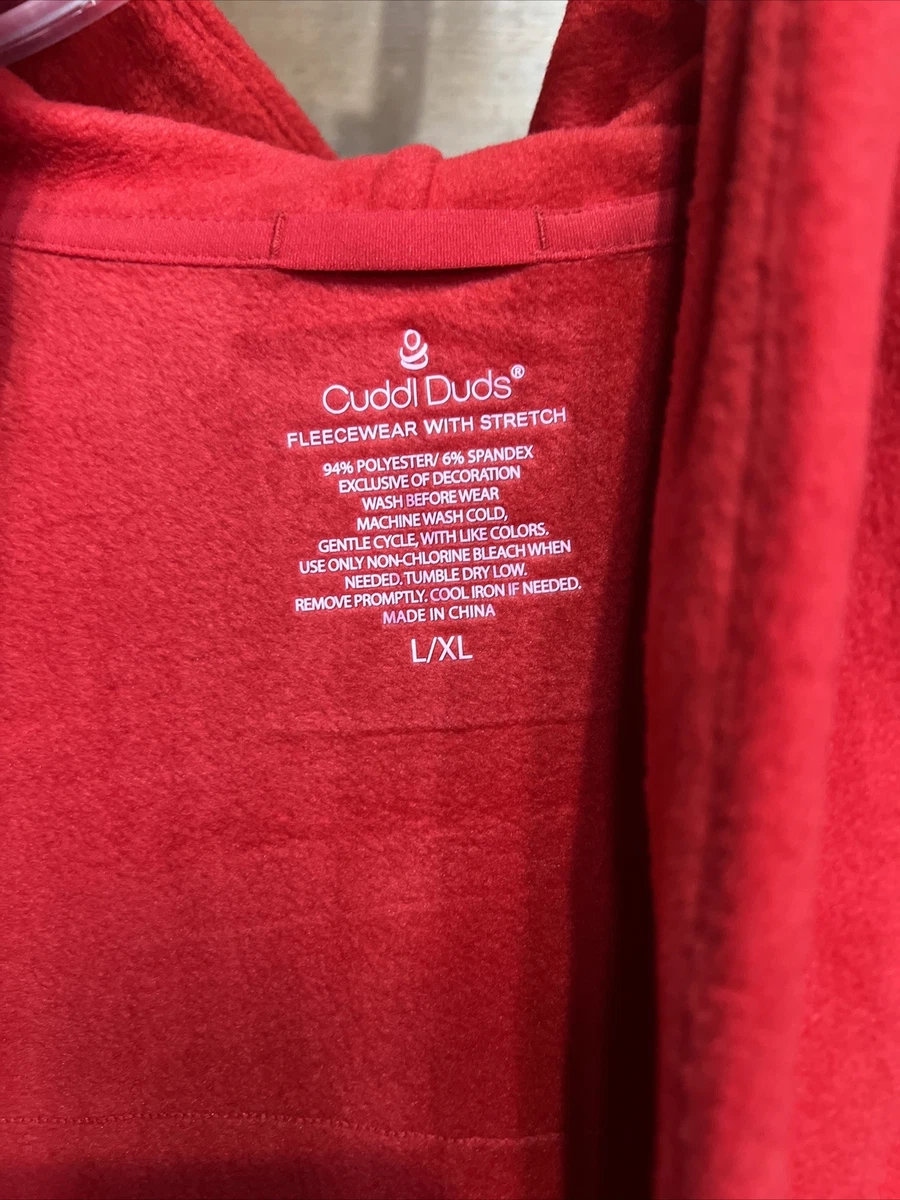 Cuddl Duds®
FLEECEWEAR WITH STRETCH
94% POLYESTER/ 6% SPANDEX
EXCLUSIVE OF DECORATION
WASH BEFORE WEAR
MACHINE WASH COLD,
GENTLE CYCLE, WITH LIKE COLORS.
USE ONLY NON-CHLORINE BLEACH WHEN
NEEDED. TUMBLE DRY LOW.
REMOVE PROMPTLY. COOL IRON IF NEEDED.
MADE IN CHINA
L/XL